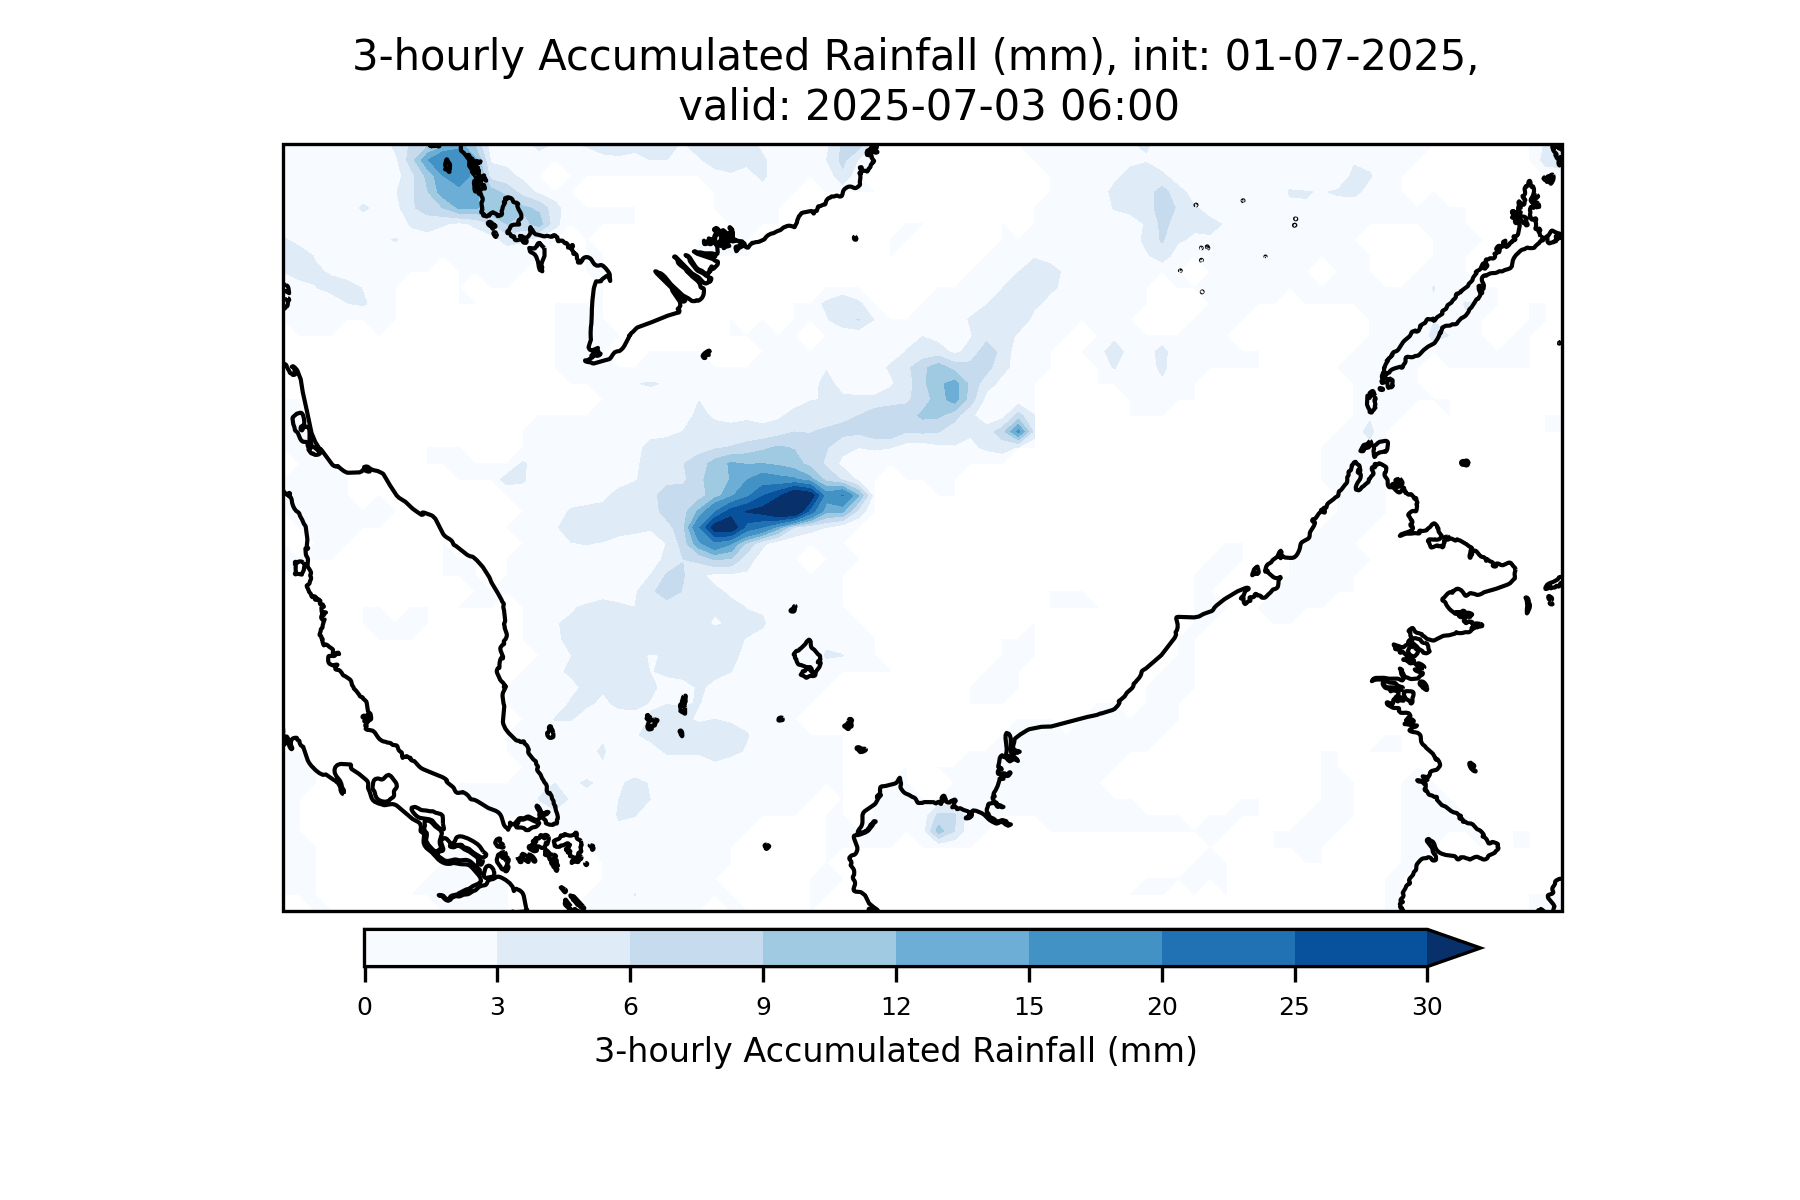 3-hourly Accumulated Rainfall (mm), init: 01-07-2025,
valid: 2025-07-03 06:00
0 3 6 9 12 15 20 25 30
3-hourly Accumulated Rainfall (mm)